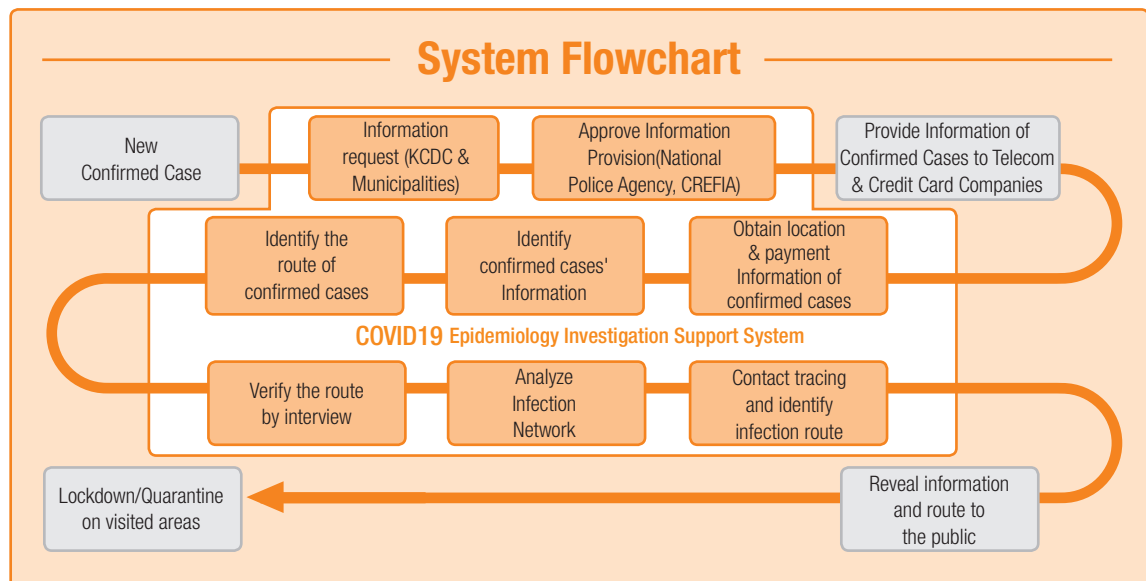 System Flowchart
New
Confirmed Case
Information
request (KCDC &
Municipalities)
Approve Information
Provision(National
Police Agency, CREFIA)
Provide Information of
Confirmed Cases to Telecom
& Credit Card Companies
Obtain location
& payment
Information of
confirmed cases
Identify
confirmed cases'
Information
Identify the
route of
confirmed cases
COVID19 Epidemiology Investigation Support System
Verify the route
by interview
Analyze
Infection
Network
Contact tracing
and identify
infection route
Reveal information
and route to
the public
Lockdown/Quarantine
on visited areas